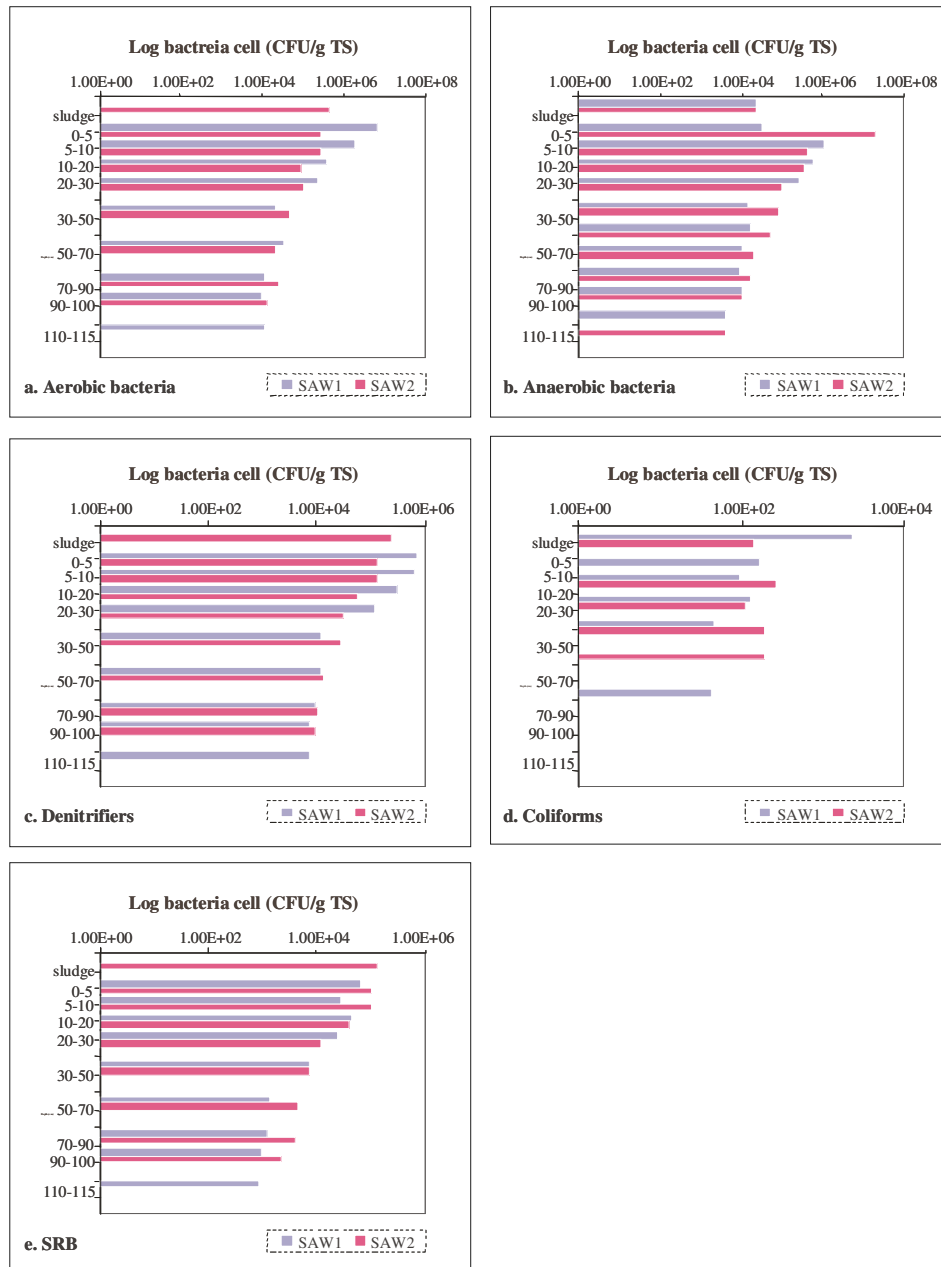 Log bactreia cell (CFU/g TS)
1.00E+00 1.00E+02 1.00E+04 1.00E+06 1.00E+08
sludge
0-5
5-10
10-20
20-30
30-50
50-70
70-90
90-100
110-115
a. Aerobic bacteria
SAW1 SAW2
Log bacteria cell (CFU/g TS)
1.00E+00 1.00E+02 1.00E+04 1.00E+06 1.00E+08
sludge
0-5
5-10
10-20
20-30
30-50
50-70
70-90
90-100
110-115
b. Anaerobic bacteria
SAW1 SAW2
Log bacteria cell (CFU/g TS)
1.00E+00 1.00E+02 1.00E+04 1.00E+06
sludge
0-5
5-10
10-20
20-30
30-50
50-70
70-90
90-100
110-115
c. Denitrifiers
SAW1 SAW2
Log bacteria cell (CFU/g TS)
1.00E+00 1.00E+02 1.00E+04
sludge
0-5
5-10
10-20
20-30
30-50
50-70
70-90
90-100
110-115
d. Coliforms
SAW1 SAW2
Log bacteria cell (CFU/g TS)
1.00E+00 1.00E+02 1.00E+04 1.00E+06
sludge
0-5
5-10
10-20
20-30
30-50
50-70
70-90
90-100
110-115
e. SRB
SAW1 SAW2